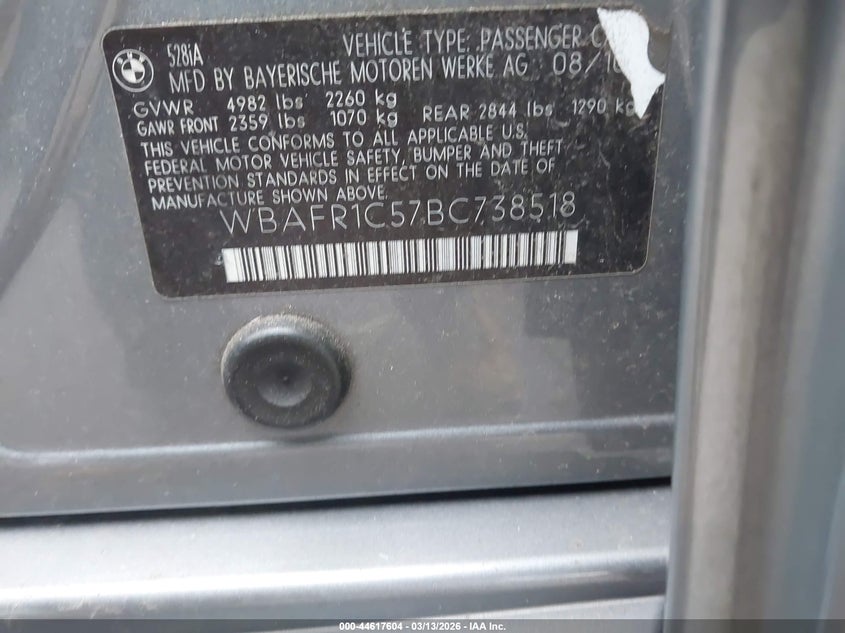 BMW
528iA
VEHICLE TYPE: PASSENGER
MFD BY BAYERISCHE MOTOREN WERKE AG 08/10
GVWR 4982 lbs 2260 kg
GAWR FRONT 2359 lbs 1070 kg REAR 2844 lbs 1290 kg
THIS VEHICLE CONFORMS TO ALL APPLICABLE U.S.
FEDERAL MOTOR VEHICLE SAFETY, BUMPER AND THEFT
PREVENTION STANDARDS IN EFFECT ON THE DATE OF
MANUFACTURE SHOWN ABOVE.
WBAFR1C57BC738518
000-44617604 - 03/13/2026 - IAA Inc.